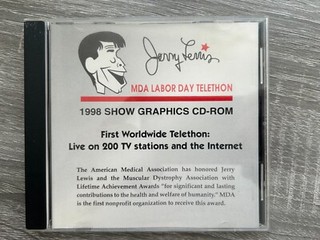 Jerry Lewis
MDA LABOR DAY TELETHON
1998 SHOW GRAPHICS CD-ROM
First Worldwide Telethon:
Live on 200 TV stations and the Internet
The American Medical Association has honored Jerry
Lewis and the Muscular Dystrophy Association with
Lifetime Achievement Awards "for significant and lasting
contributions to the health and welfare of humanity." MDA
is the first nonprofit organization to receive this award.